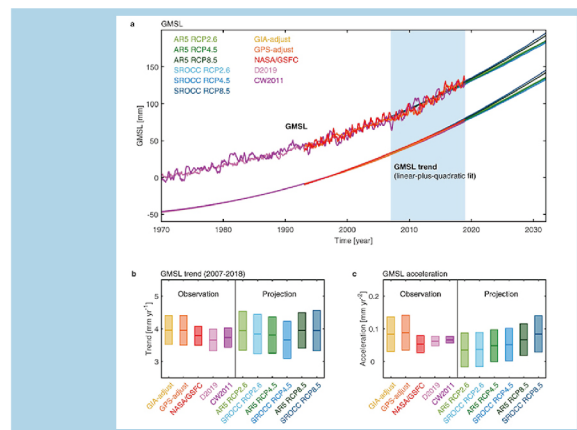 a GMSL
AR5 RCP2.6 GIA-adjust
AR5 RCP4.5 GPS-adjust
AR5 RCP8.5 NASA/GSFC
SROCC RCP2.6 D2019
SROCC RCP4.5 CW2011
SROCC RCP8.5
150
100
50
0
-50
GMSL [mm]
GMSL
GMSL trend
(linear-plus-quadratic fit)
1970 1980 1990 2000 2010 2020 2030
Time [year]
b GMSL trend (2007-2018)
Observation Projection
5
4
3
Trend [mm yr⁻¹]
GIA-adjust
GPS-adjust
NASA/GSFC
D2019
CW2011
AR5 RCP2.6
SROCC RCP2.6
AR5 RCP4.5
SROCC RCP4.5
AR5 RCP8.5
SROCC RCP8.5
c GMSL acceleration
Observation Projection
0.2
0.1
0
Acceleration [mm yr⁻²]
GIA-adjust
GPS-adjust
NASA/GSFC
D2019
CW2011
AR5 RCP2.6
SROCC RCP2.6
AR5 RCP4.5
SROCC RCP4.5
AR5 RCP8.5
SROCC RCP8.5